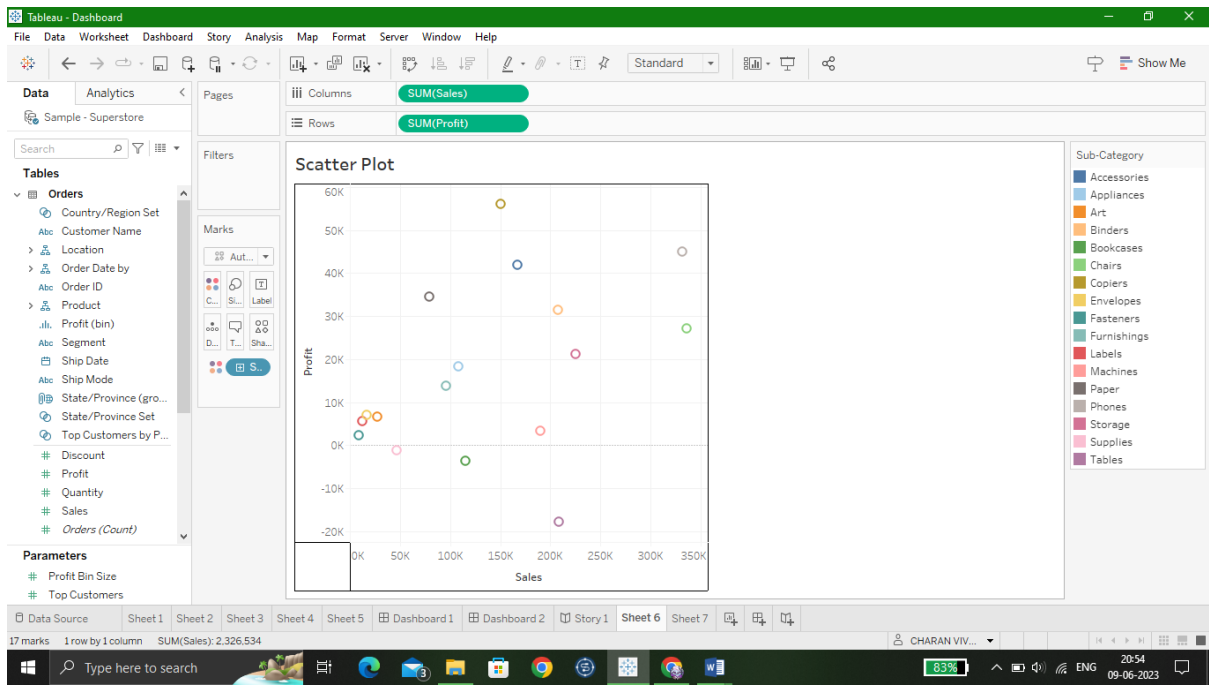 Tableau - Dashboard
File Data Worksheet Dashboard Story Analysis Map Format Server Window Help
Standard
Show Me
Data Analytics
Sample - Superstore
Search
Tables
Orders
Country/Region Set
Abc Customer Name
Location
Order Date by
Abc Order ID
Product
Profit (bin)
Abc Segment
Ship Date
Abc Ship Mode
State/Province (gro...
State/Province Set
Top Customers by P...
# Discount
# Profit
# Quantity
# Sales
# Orders (Count)
Parameters
# Profit Bin Size
# Top Customers
Pages
Filters
Marks
Aut...
C... Si... Label
D... T... Sha...
S..
iii Columns SUM(Sales)
Rows SUM(Profit)
Scatter Plot
60K
50K
40K
30K
20K
10K
0K
-10K
-20K
Profit
0K 50K 100K 150K 200K 250K 300K 350K
Sales
Sub-Category
Accessories
Appliances
Art
Binders
Bookcases
Chairs
Copiers
Envelopes
Fasteners
Furnishings
Labels
Machines
Paper
Phones
Storage
Supplies
Tables
Data Source Sheet 1 Sheet 2 Sheet 3 Sheet 4 Sheet 5 Dashboard 1 Dashboard 2 Story 1 Sheet 6 Sheet 7
17 marks 1 row by 1 column SUM(Sales): 2,326,534
CHARAN VIV...
Type here to search
3
83%
ENG
20:54
09-06-2023